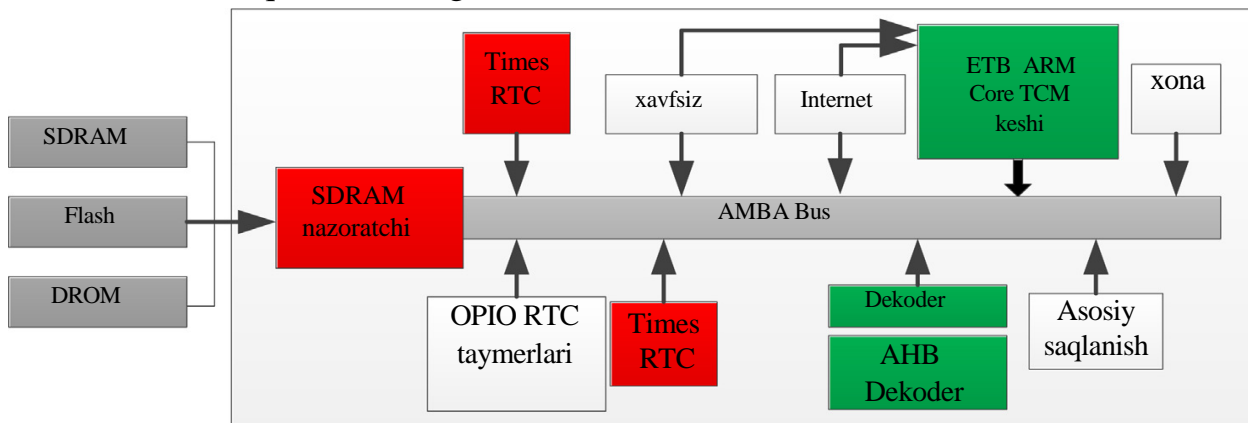 Times
RTC
xavfsiz
Internet
ETB ARM
Core TCM
keshi
xona
SDRAM
Flash
DROM
SDRAM
nazoratchi
AMBA Bus
OPIO RTC
taymerlari
Times
RTC
Dekoder
AHB
Dekoder
Asosiy
saqlanish